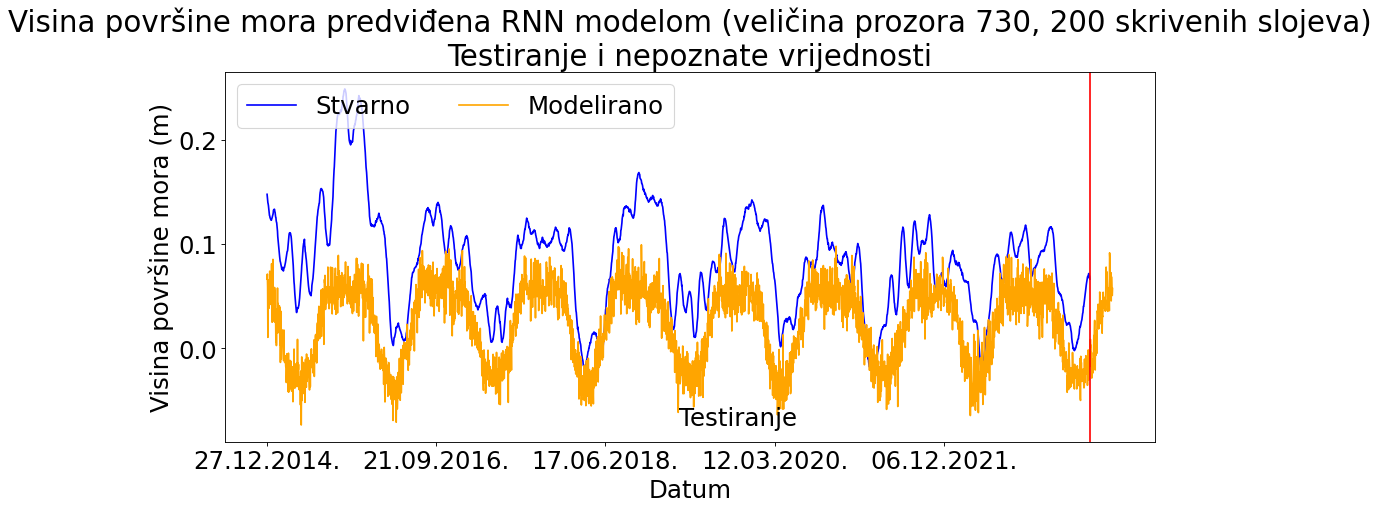 Visina površine mora predviđena RNN modelom (veličina prozora 730, 200 skrivenih slojeva)
Testiranje i nepoznate vrijednosti
Stvarno
Modelirano
Visina površine mora (m)
0.2
0.1
0.0
Testiranje
27.12.2014.
21.09.2016.
17.06.2018.
12.03.2020.
06.12.2021.
Datum